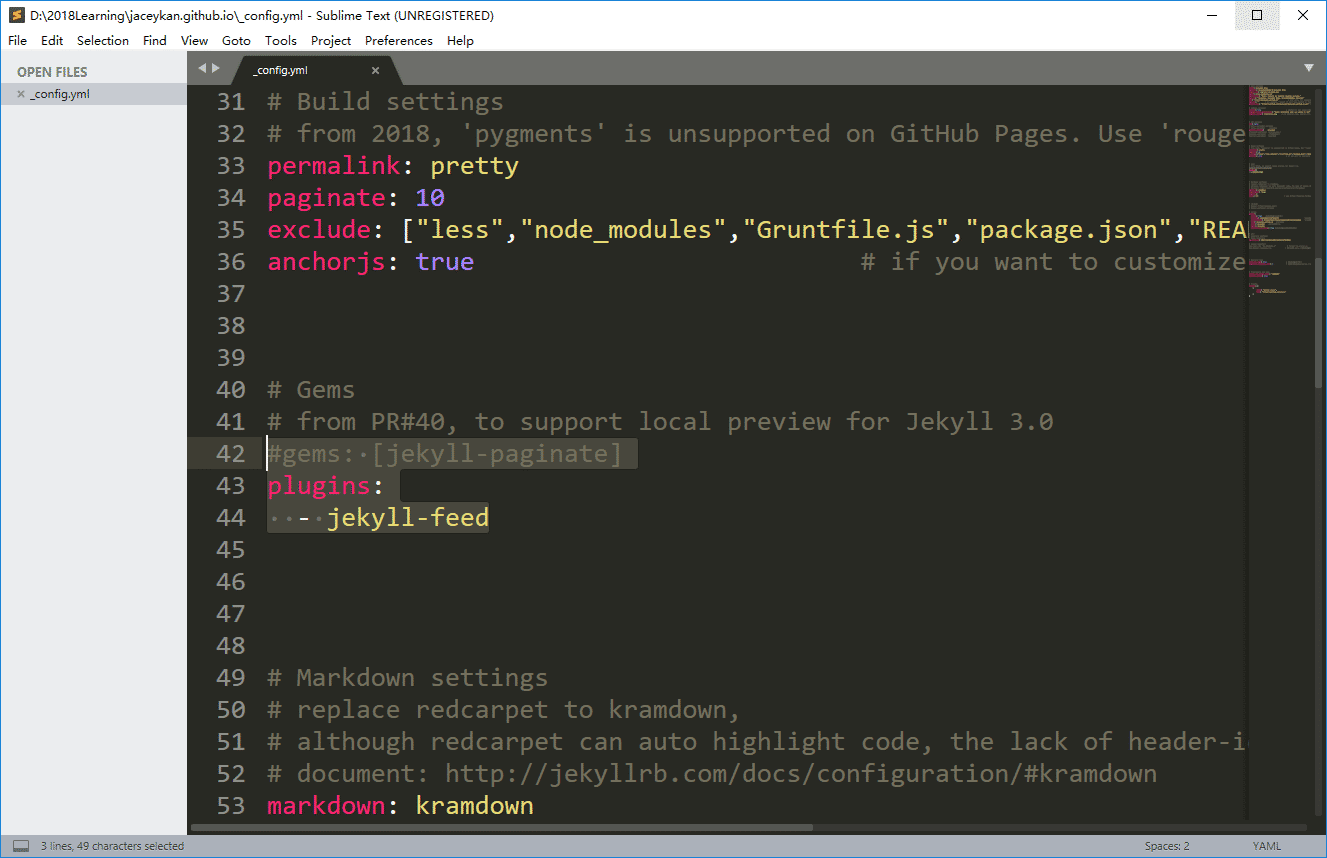 D:\2018Learning\jaceykan.github.io\_config.yml - Sublime Text (UNREGISTERED)
File Edit Selection Find View Goto Tools Project Preferences Help
OPEN FILES
_config.yml
_config.yml
31 # Build settings
32 # from 2018, 'pygments' is unsupported on GitHub Pages. Use 'rouge
33 permalink: pretty
34 paginate: 10
35 exclude: ["less","node_modules","Gruntfile.js","package.json","REA
36 anchorjs: true # if you want to customize
37
38
39
40 # Gems
41 # from PR#40, to support local preview for Jekyll 3.0
42 #gems: [jekyll-paginate]
43 plugins:
44 - jekyll-feed
45
46
47
48
49 # Markdown settings
50 # replace redcarpet to kramdown,
51 # although redcarpet can auto highlight code, the lack of header-i
52 # document: http://jekyllrb.com/docs/configuration/#kramdown
53 markdown: kramdown
3 lines, 49 characters selected
Spaces: 2
YAML